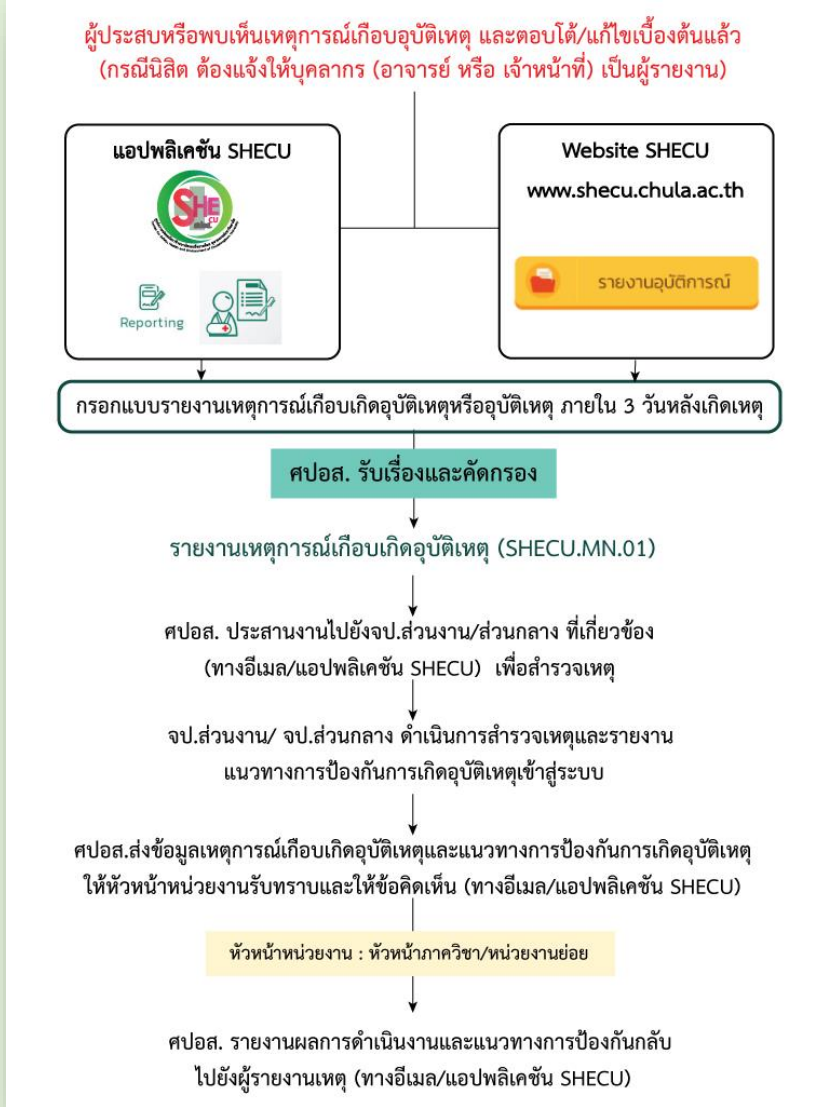 ผู้ประสบหรือพบเห็นเหตุการณ์เกือบอุบัติเหตุ และตอบโต้/แก้ไขเบื้องต้นแล้ว
(กรณีนิสิต ต้องแจ้งให้บุคลากร (อาจารย์ หรือ เจ้าหน้าที่) เป็นผู้รายงาน)
แอปพลิเคชัน SHECU
SHE
CU
Reporting
Website SHECU
www.shecu.chula.ac.th
รายงานอุบัติการณ์
กรอกแบบรายงานเหตุการณ์เกือบเกิดอุบัติเหตุหรืออุบัติเหตุ ภายใน 3 วันหลังเกิดเหตุ
ศปอส. รับเรื่องและคัดกรอง
รายงานเหตุการณ์เกือบเกิดอุบัติเหตุ (SHECU.MN.01)
ศปอส. ประสานงานไปยังจป.ส่วนงาน/ส่วนกลาง ที่เกี่ยวข้อง
(ทางอีเมล/แอปพลิเคชัน SHECU) เพื่อสำรวจเหตุ
จป.ส่วนงาน/ จป.ส่วนกลาง ดำเนินการสำรวจเหตุและรายงาน
แนวทางการป้องกันการเกิดอุบัติเหตุเข้าสู่ระบบ
ศปอส.ส่งข้อมูลเหตุการณ์เกือบเกิดอุบัติเหตุและแนวทางการป้องกันการเกิดอุบัติเหตุ
ให้หัวหน้าหน่วยงานรับทราบและให้ข้อคิดเห็น (ทางอีเมล/แอปพลิเคชัน SHECU)
หัวหน้าหน่วยงาน : หัวหน้าภาควิชา/หน่วยงานย่อย
ศปอส. รายงานผลการดำเนินงานและแนวทางการป้องกันกลับ
ไปยังผู้รายงานเหตุ (ทางอีเมล/แอปพลิเคชัน SHECU)